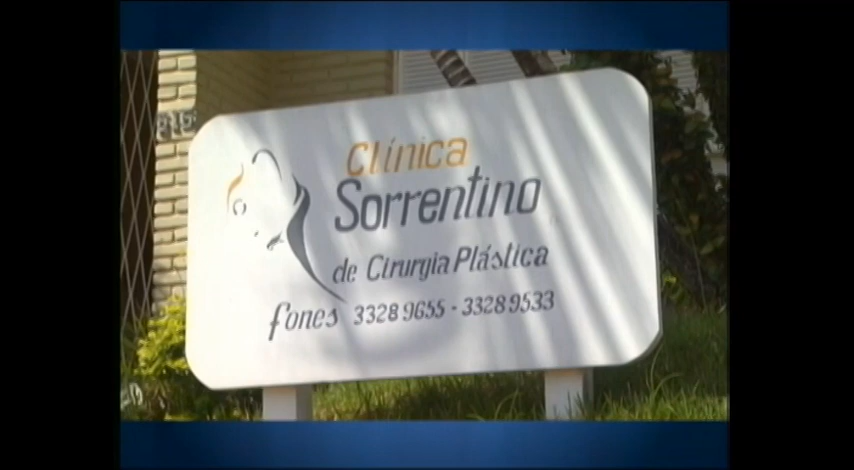 Clínica
Sorrentino
de Cirurgia Plástica
fones 3328 9655 - 3328 9533